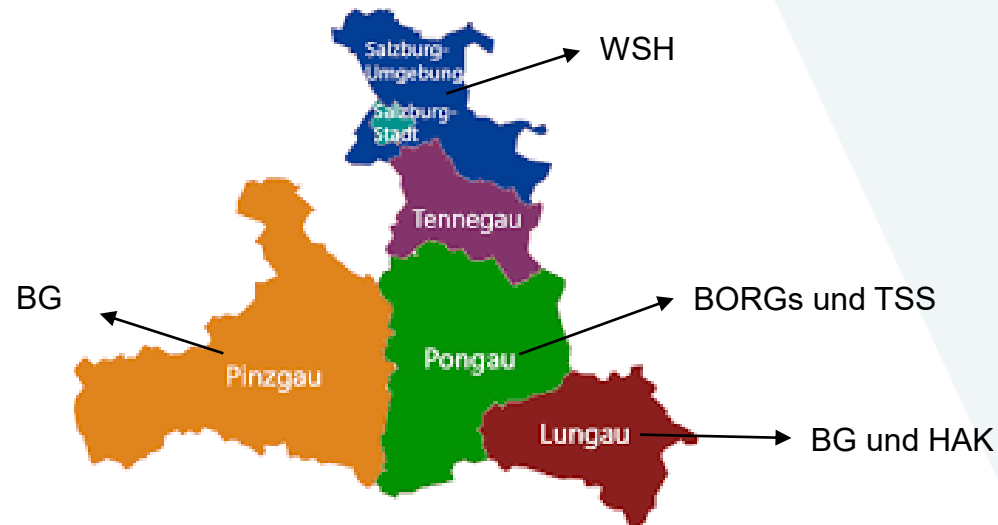 Salzburg-
Umgebung
WSH
Salzburg-
Stadt
Tennegau
BG
BORGs und TSS
Pongau
Pinzgau
Lungau
BG und HAK